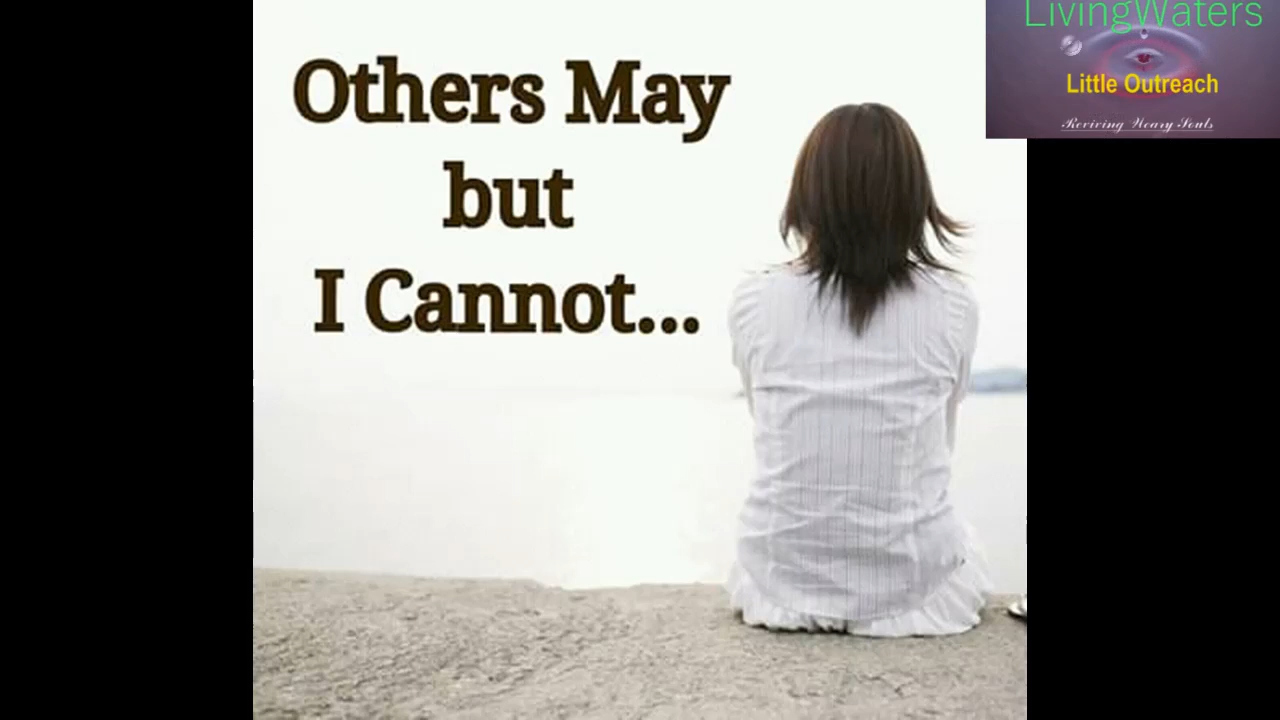 Others May
but
I Cannot...
LivingWaters
Little Outreach
Reviving Weary Souls